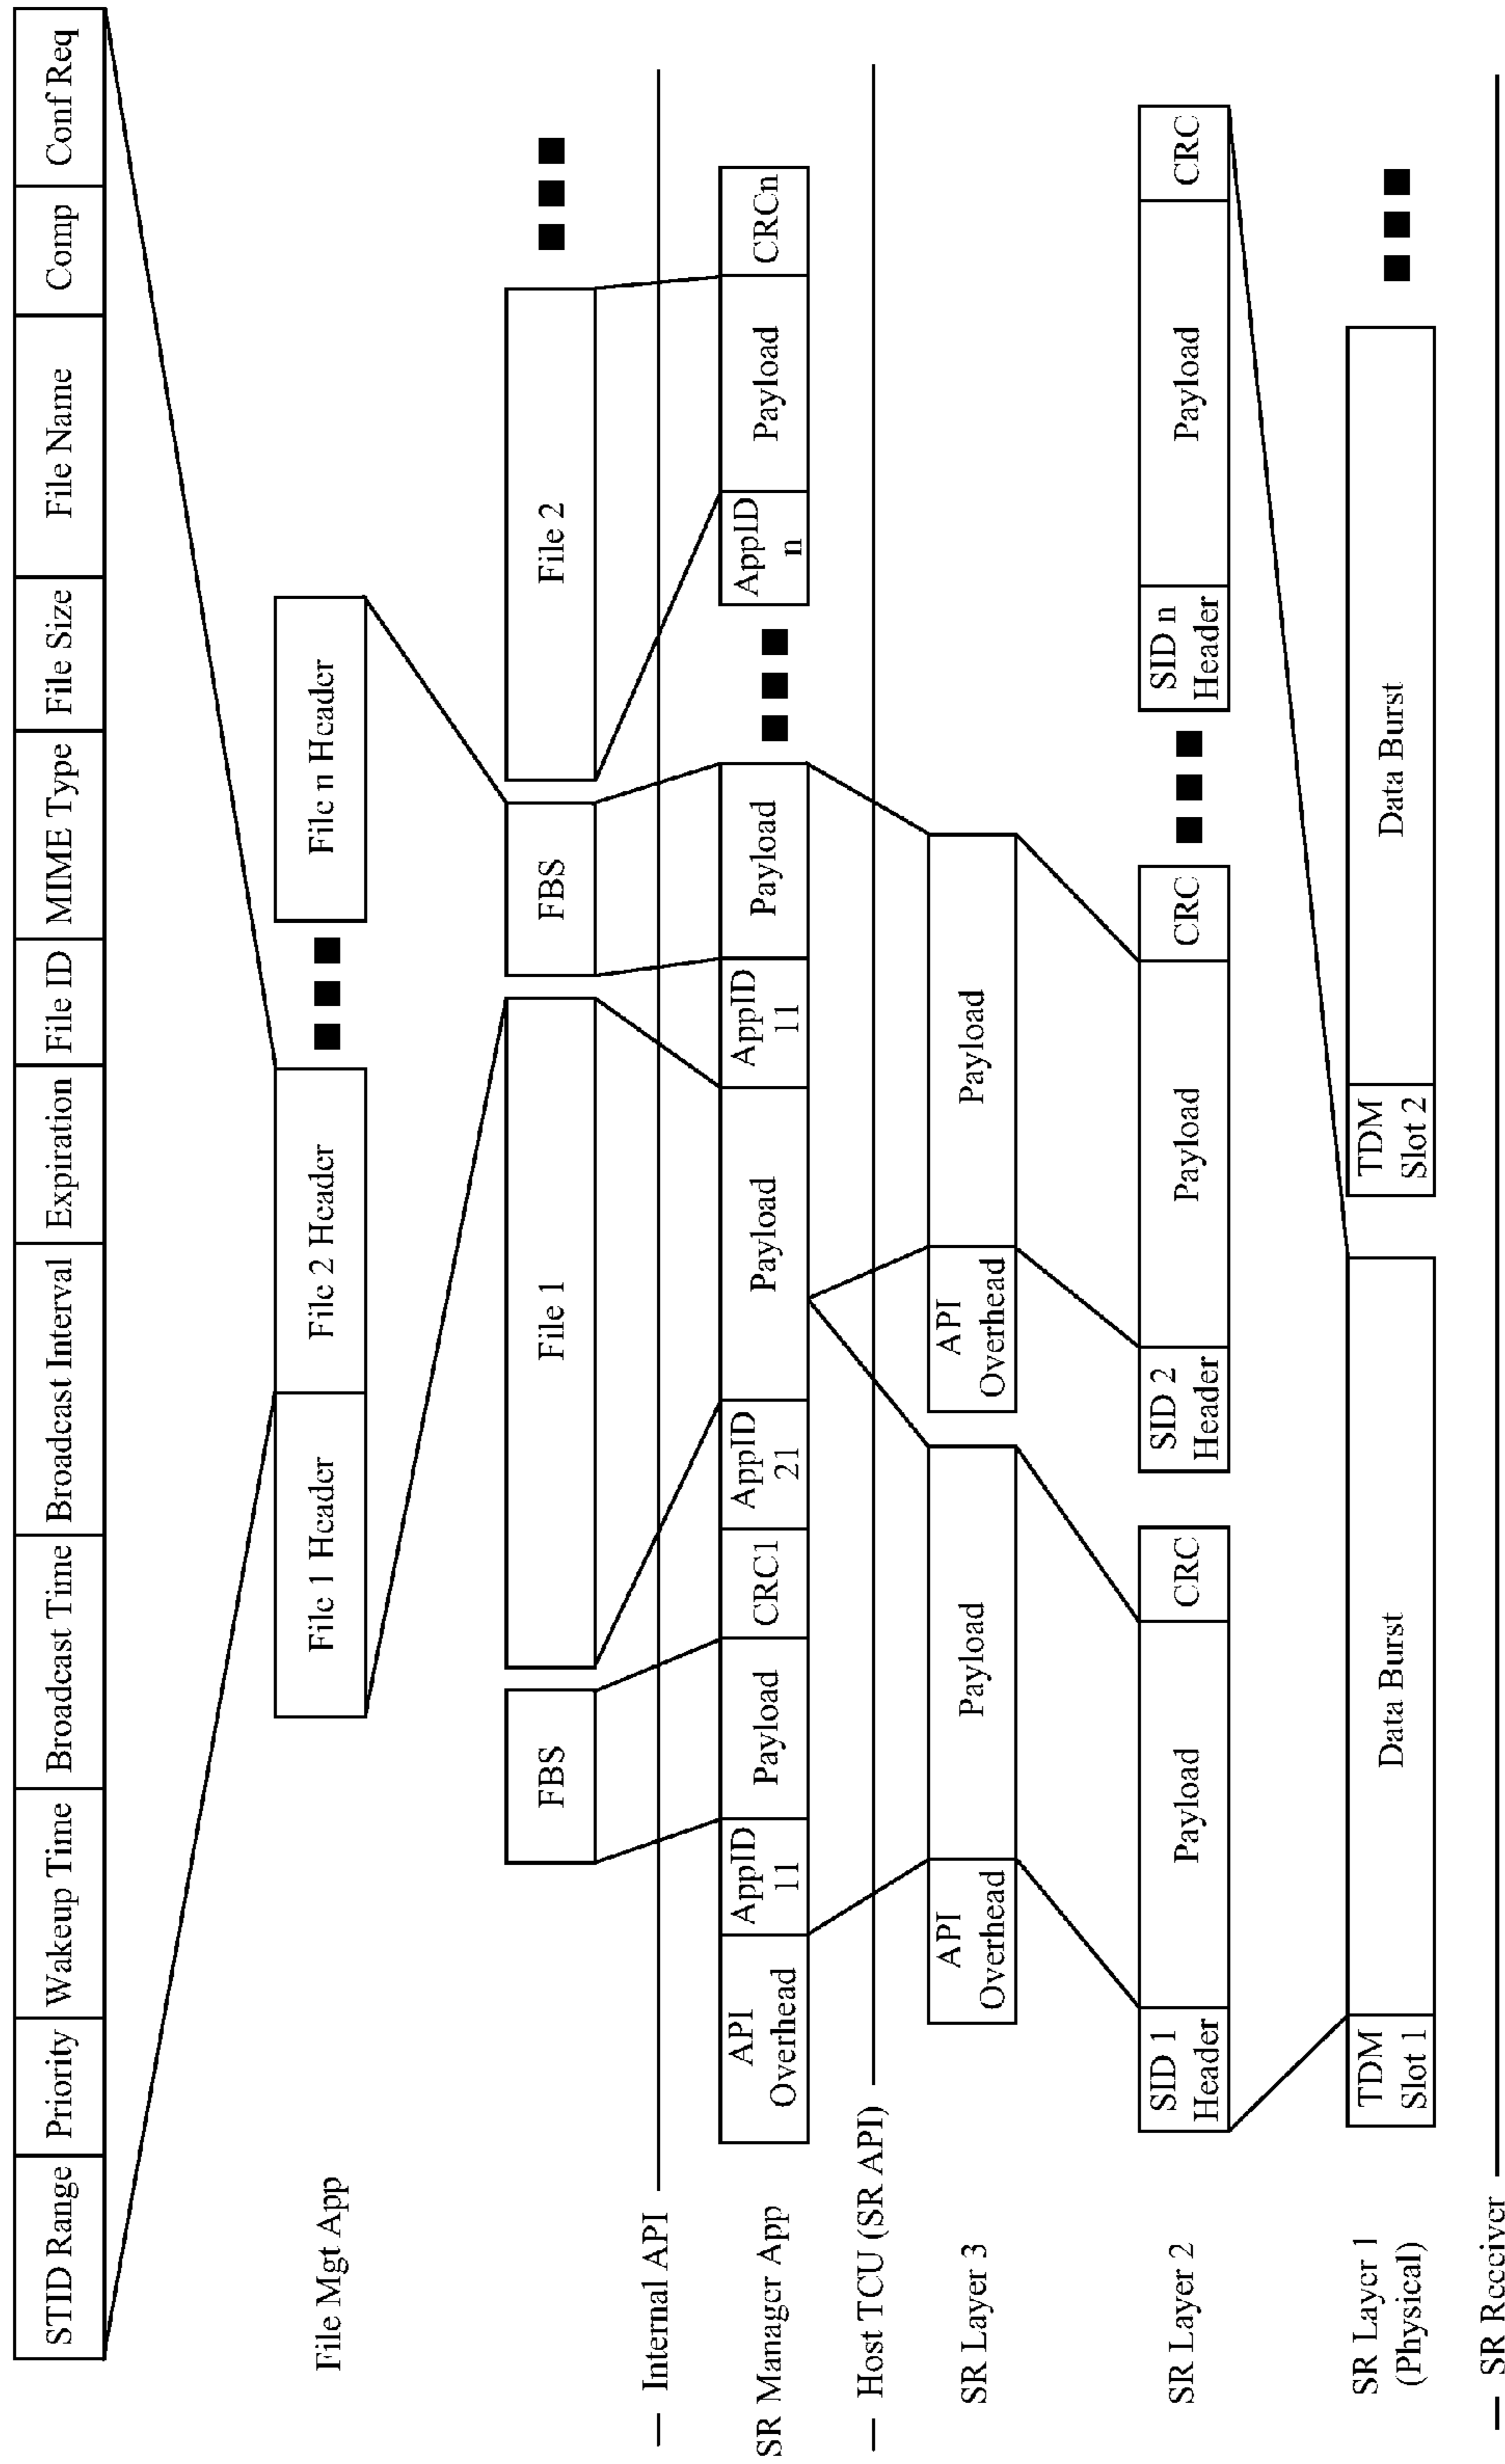 STID Range
Priority
Wakeup Time
Broadcast Time
Broadcast Interval
Expiration
File ID
MIME Type
File Size
File Name
Comp
Conf Req
File Mgt App
File 1 Header
File 2 Header
File n Header
FBS
File 1
FBS
File 2
Internal API
SR Manager App
API
Overhead
AppID
11
Payload
CRC1
AppID
21
Payload
AppID
11
Payload
AppID
n
Payload
CRCn
Host TCU (SR API)
SR Layer 3
API
Overhead
Payload
API
Overhead
Payload
SR Layer 2
SID 1
Header
Payload
CRC
SID 2
Header
Payload
CRC
SID n
Header
Payload
CRC
SR Layer 1
(Physical)
TDM
Slot 1
Data Burst
TDM
Slot 2
Data Burst
SR Receiver